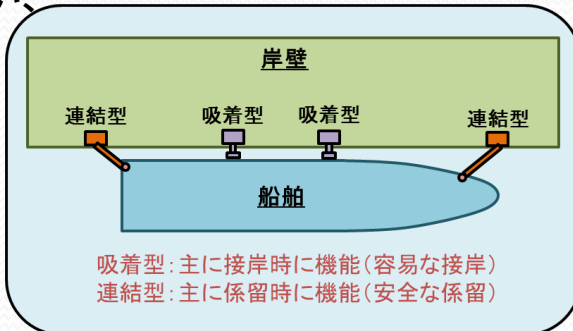 岸壁
連結型 吸着型 吸着型 連結型
船舶
吸着型：主に接岸時に機能（容易な接岸）
連結型：主に係留時に機能（安全な係留）